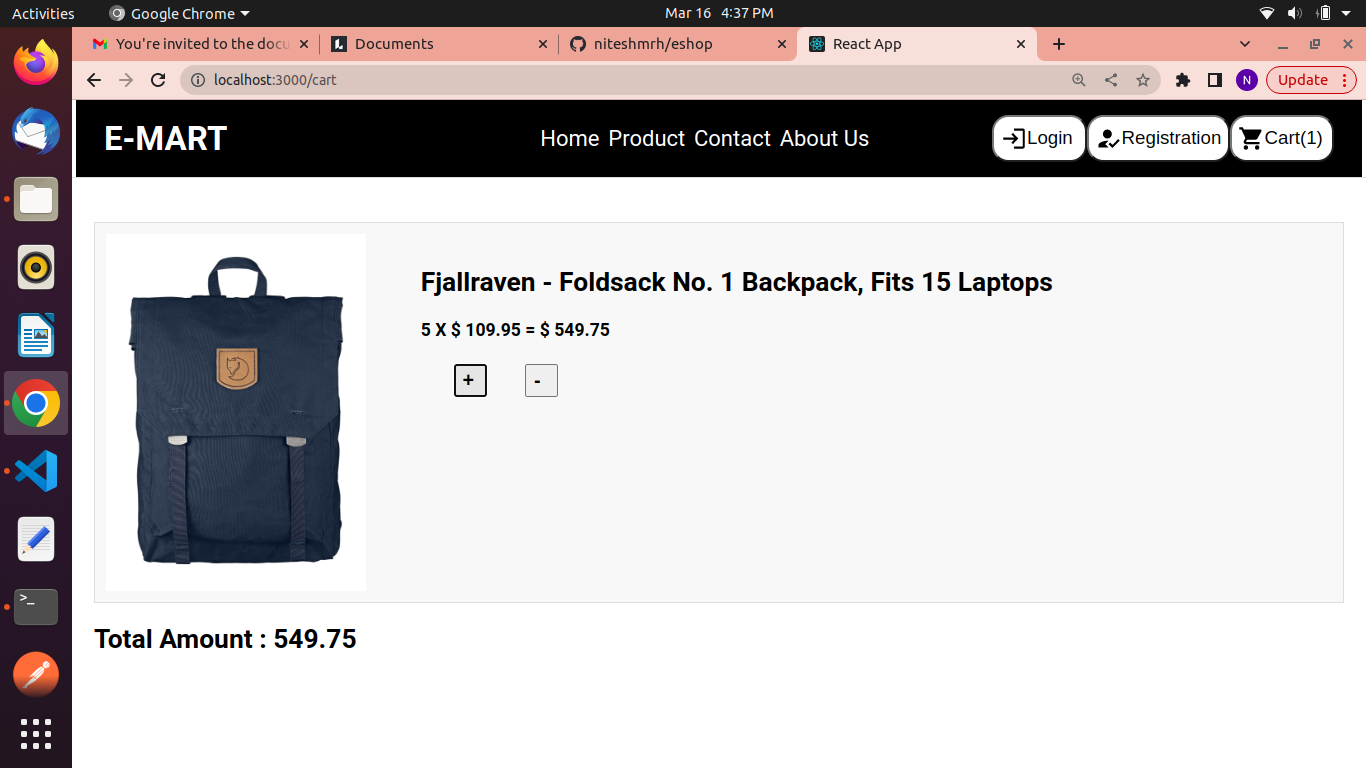 Activities Google Chrome Mar 16 4:37 PM
You're invited to the docu Documents niteshmrh/eshop React App
localhost:3000/cart N Update
E-MART Home Product Contact About Us Login Registration Cart(1)
Fjallraven - Foldsack No. 1 Backpack, Fits 15 Laptops
5 X $ 109.95 = $ 549.75
+ -
Total Amount : 549.75